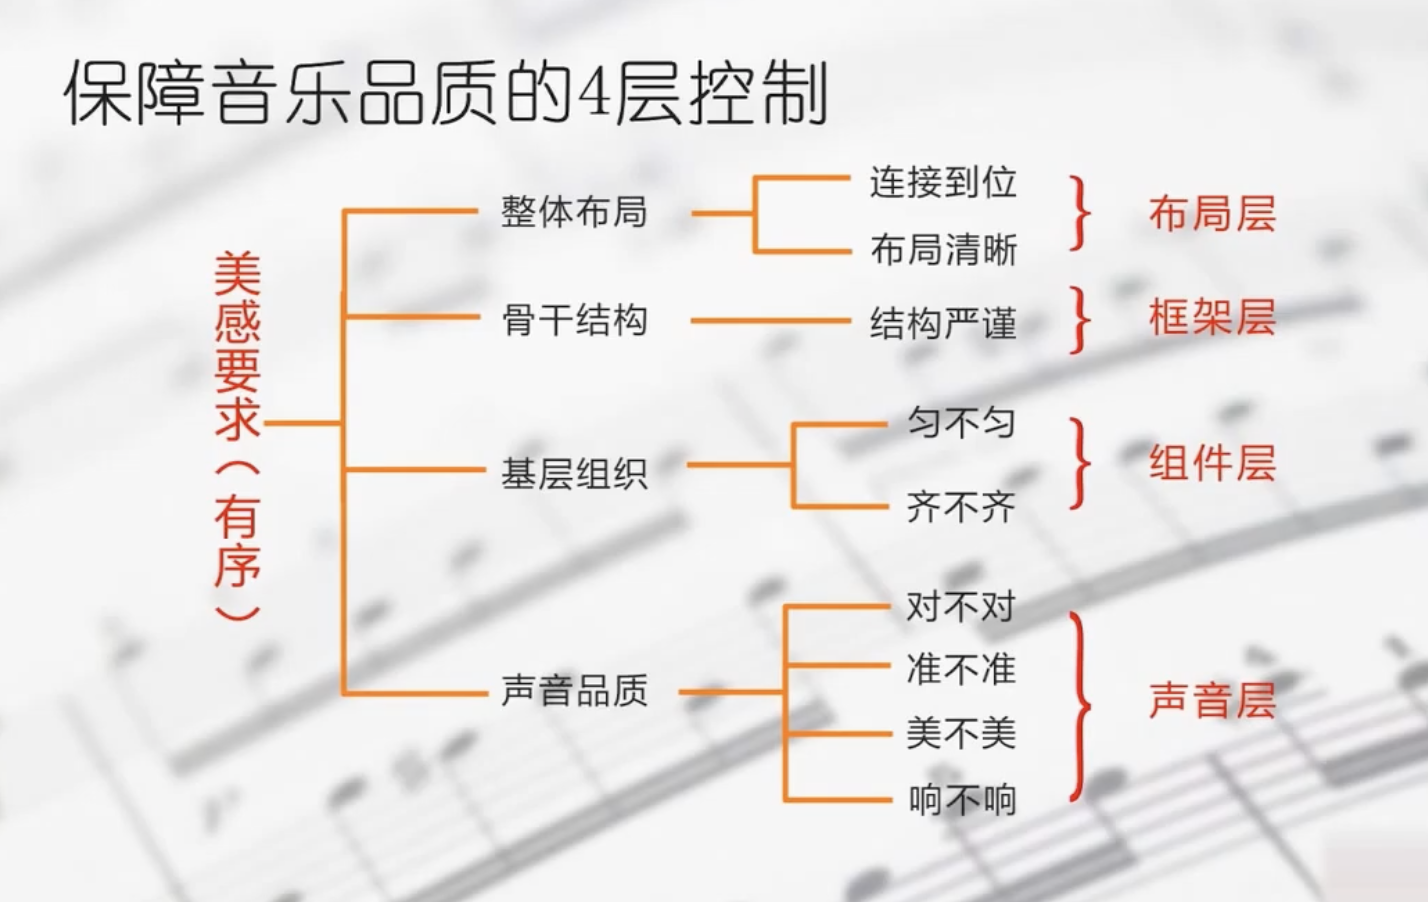 保障音乐品质的4层控制
美感要求（有序）
整体布局
连接到位
布局清晰
布局层
骨干结构
结构严谨
框架层
基层组织
匀不匀
齐不齐
组件层
声音品质
对不对
准不准
美不美
响不响
声音层